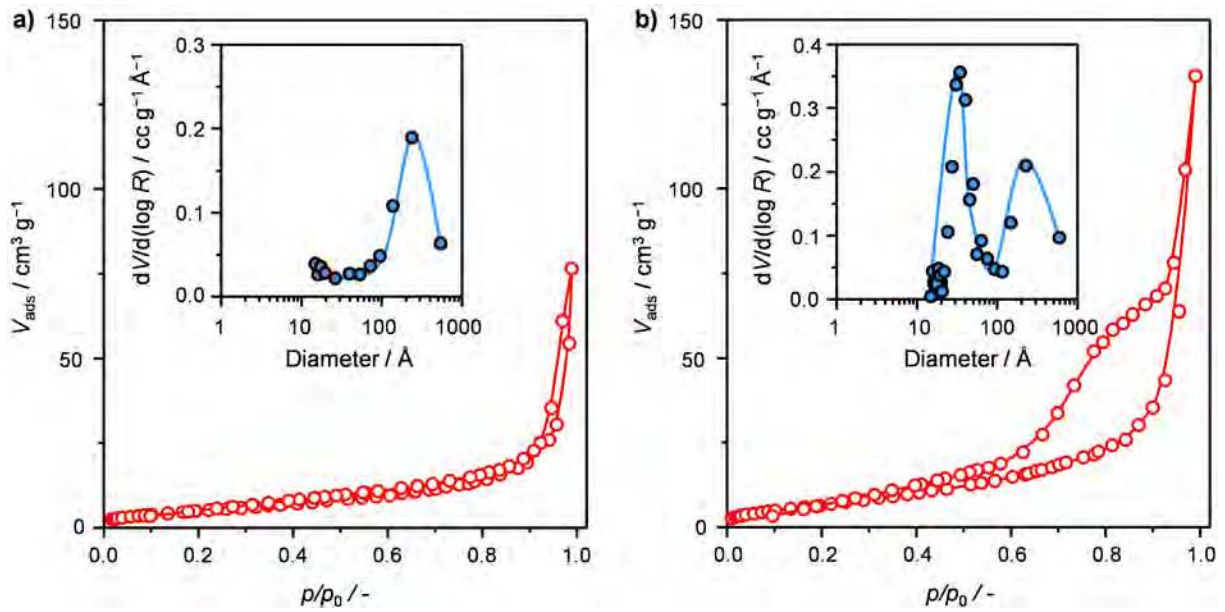 a)
150
100
50
0
V_ads / cm³ g⁻¹
0.0 0.2 0.4 0.6 0.8 1.0
p/p₀ / -
0.3
0.2
0.1
0.0
dV/d(log R) / cc g⁻¹ Å⁻¹
1 10 100 1000
Diameter / Å
b)
150
100
50
0
V_ads / cm³ g⁻¹
0.0 0.2 0.4 0.6 0.8 1.0
p/p₀ / -
0.4
0.3
0.2
0.1
0.0
dV/d(log R) / cc g⁻¹ Å⁻¹
1 10 100 1000
Diameter / Å